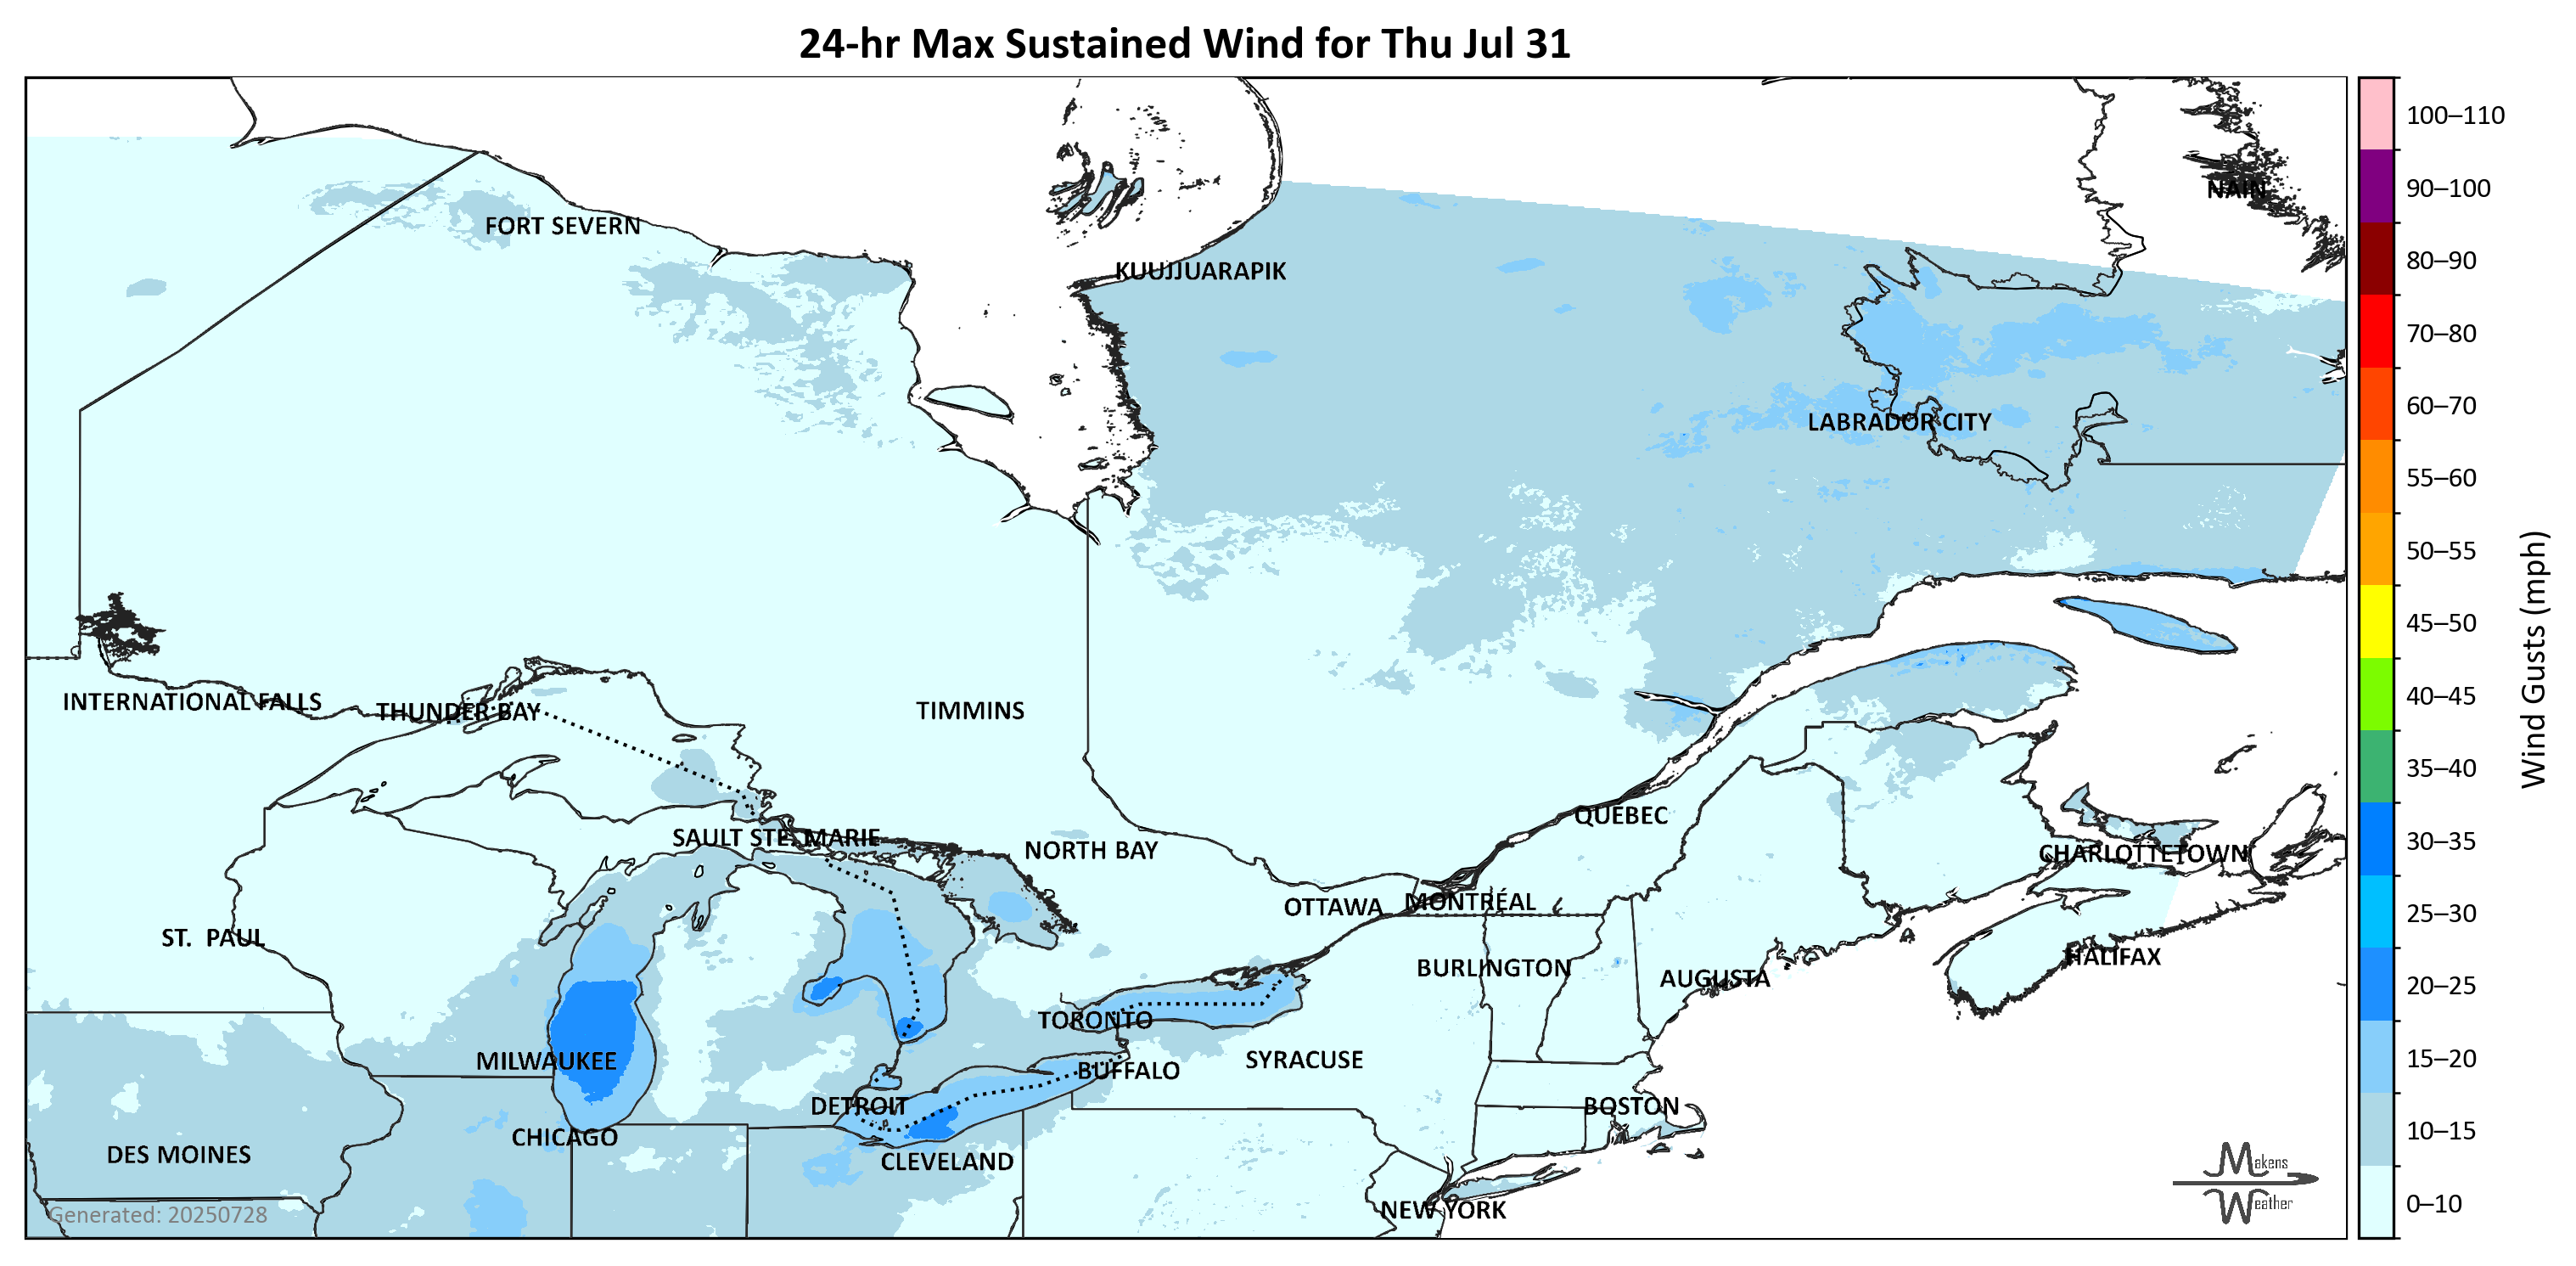 24-hr Max Sustained Wind for Thu Jul 31
100–110
90–100
80–90
70–80
60–70
55–60
50–55
45–50
40–45
35–40
30–35
25–30
20–25
15–20
10–15
0–10
Wind Gusts (mph)
NAIN
FORT SEVERN
KUUJJUARAPIK
LABRADOR CITY
INTERNATIONAL FALLS
THUNDER BAY
TIMMINS
QUÉBEC
SAULT STE. MARIE
NORTH BAY
CHARLOTTETOWN
OTTAWA
MONTRÉAL
ST. PAUL
HALIFAX
BURLINGTON
AUGUSTA
TORONTO
MILWAUKEE
SYRACUSE
BUFFALO
DETROIT
BOSTON
CHICAGO
DES MOINES
CLEVELAND
NEW YORK
Generated: 20250728
Makens
Weather